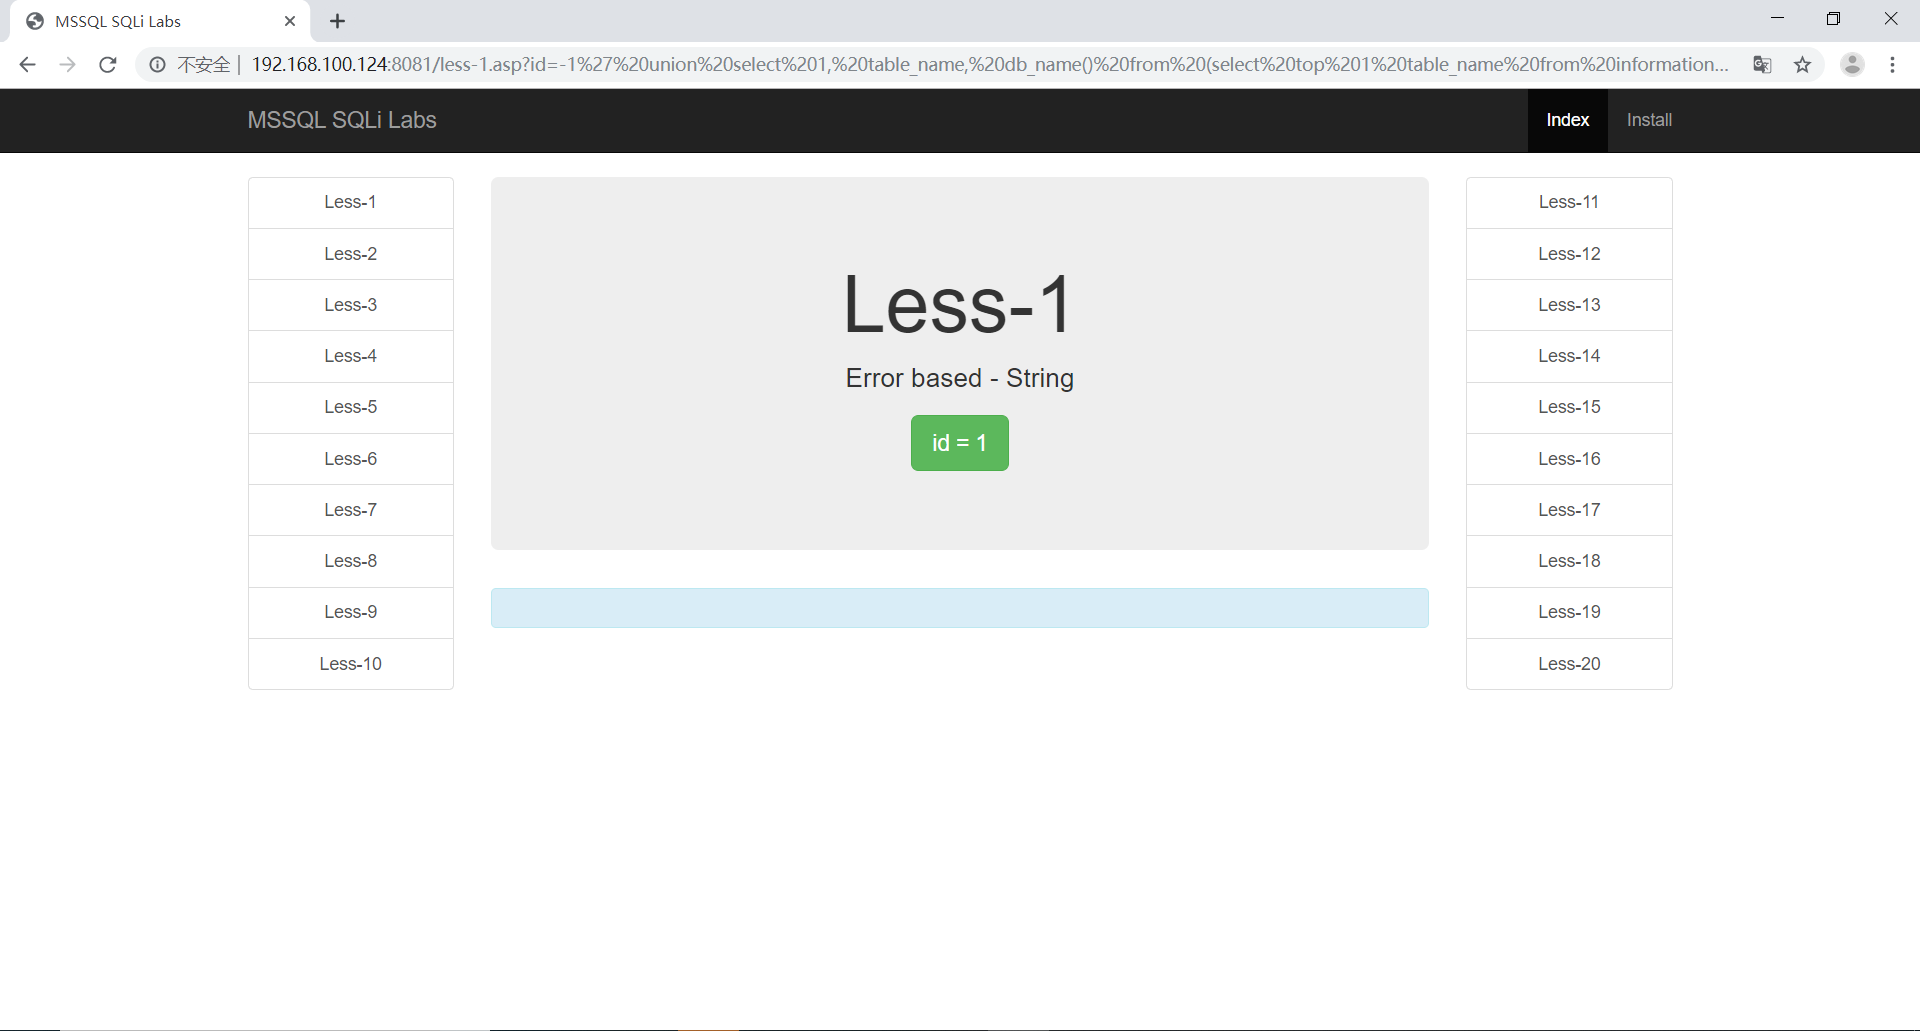 MSSQL SQLi Labs
不安全 | 192.168.100.124:8081/less-1.asp?id=-1%27%20union%20select%201,%20table_name,%20db_name()%20from%20(select%20top%201%20table_name%20from%20information...
MSSQL SQLi Labs
Index
Install
Less-1
Less-2
Less-3
Less-4
Less-5
Less-6
Less-7
Less-8
Less-9
Less-10
Less-1
Error based - String
id = 1
Less-11
Less-12
Less-13
Less-14
Less-15
Less-16
Less-17
Less-18
Less-19
Less-20